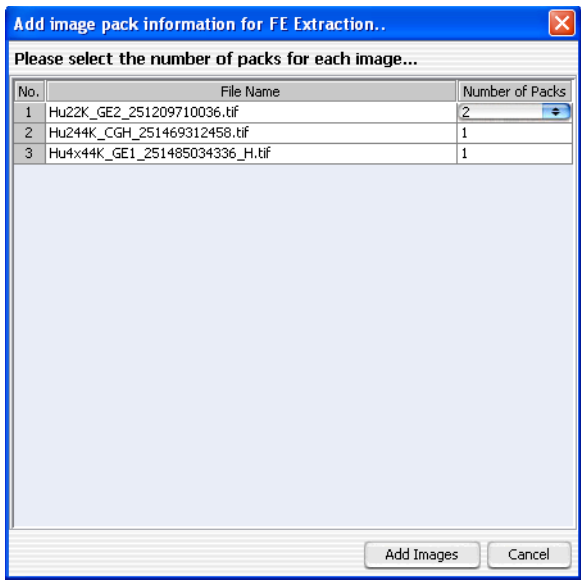 Add image pack information for FE Extraction..
Please select the number of packs for each image...
No. File Name Number of Packs
1 Hu22K_GE2_251209710036.tif 2
2 Hu244K_CGH_251469312458.tif 1
3 Hu4x44K_GE1_251485034336_H.tif 1
Add Images Cancel